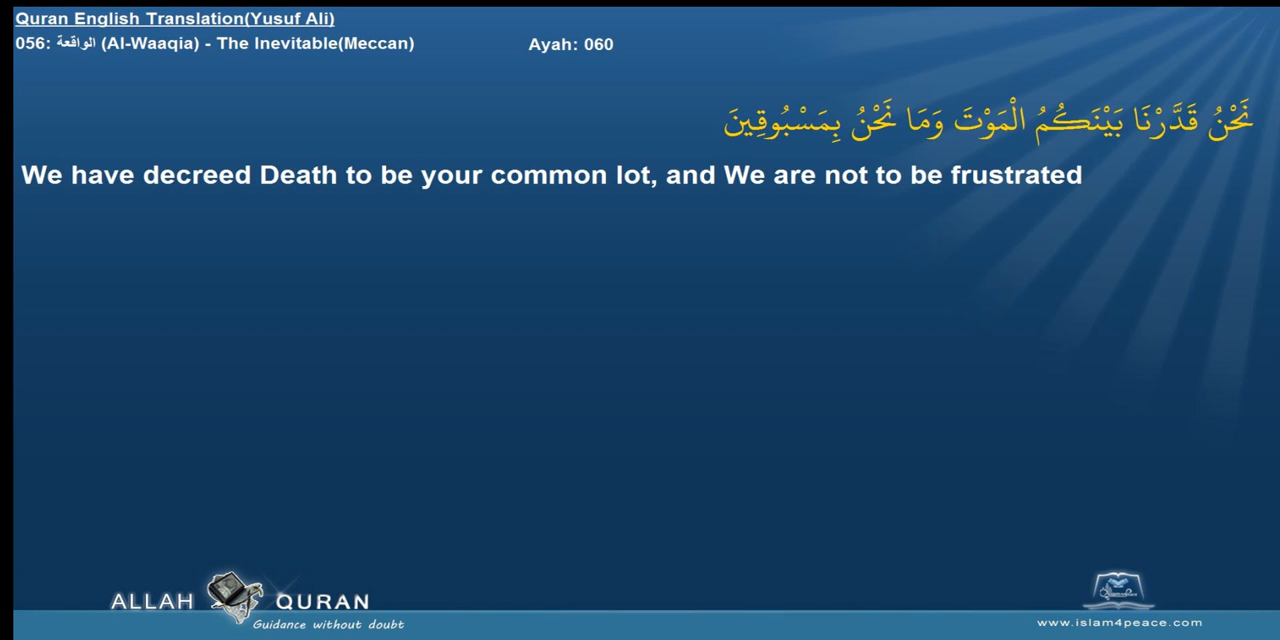 Quran English Translation(Yusuf Ali)
056: الواقعة (Al-Waaqia) - The Inevitable(Meccan) Ayah: 060
نَحْنُ قَدَّرْنَا بَيْنَكُمُ الْمَوْتَ وَمَا نَحْنُ بِمَسْبُوقِينَ
We have decreed Death to be your common lot, and We are not to be frustrated
ALLAH QURAN
Guidance without doubt
www.islam4peace.com